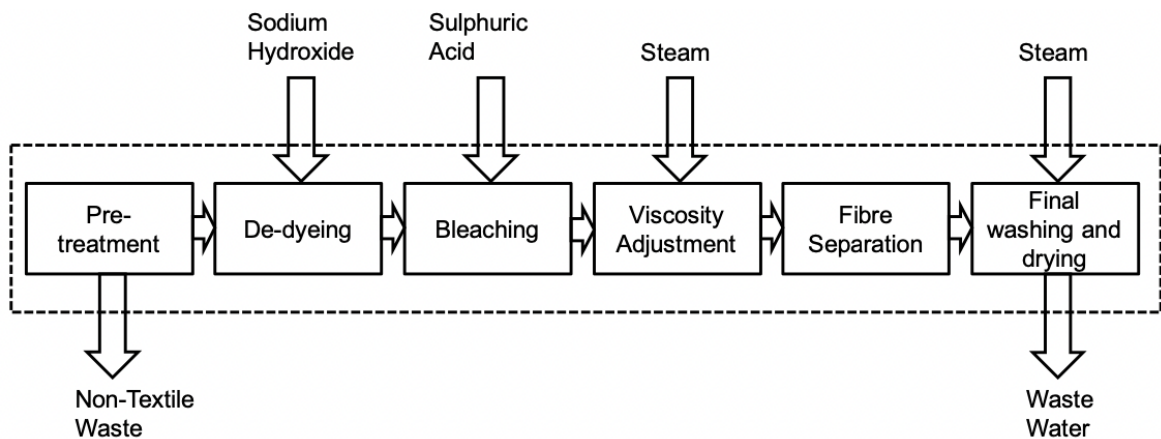 Sodium
Hydroxide
Sulphuric
Acid
Steam
Steam
Pre-
treatment
De-dyeing
Bleaching
Viscosity
Adjustment
Fibre
Separation
Final
washing and
drying
Non-Textile
Waste
Waste
Water